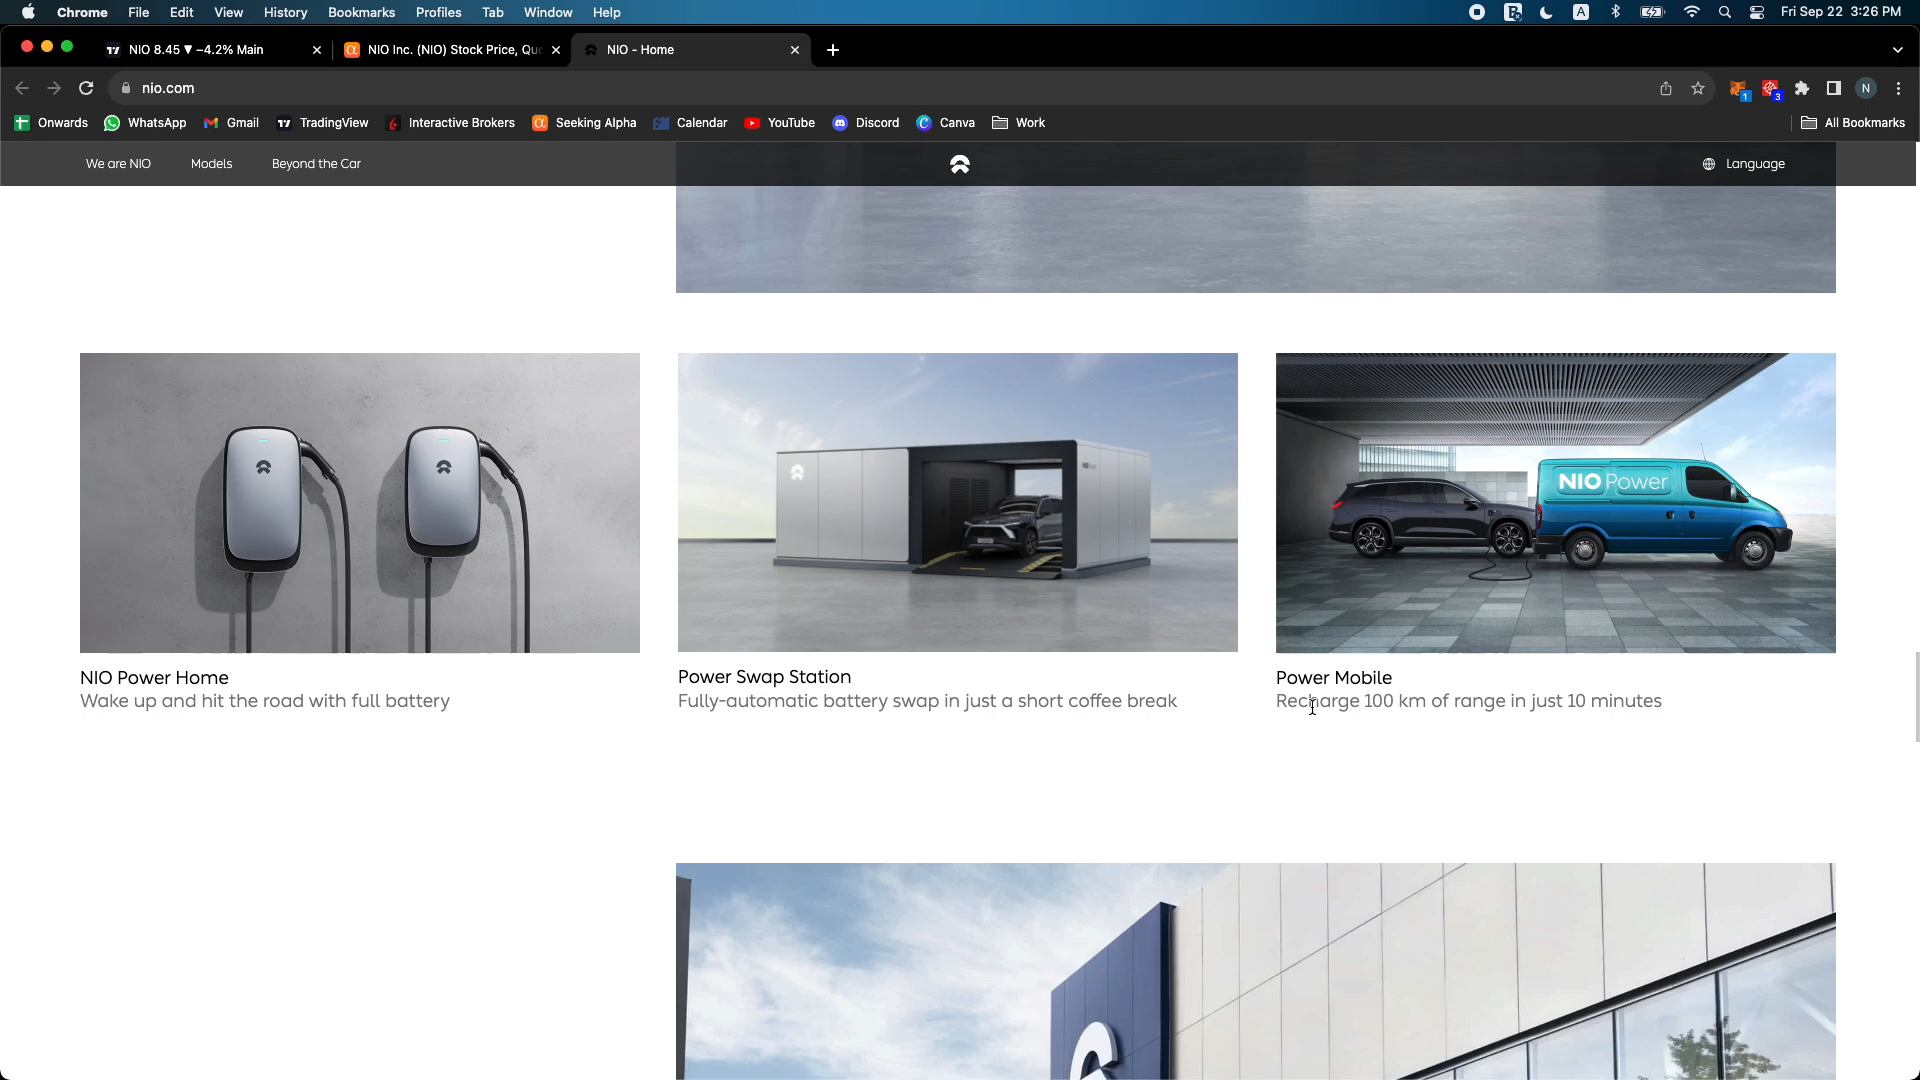 Chrome File Edit View History Bookmarks Profiles Tab Window Help
A Fri Sep 22 3:26 PM
NIO 8.45 ▼ −4.2% Main
NIO Inc. (NIO) Stock Price, Quo
NIO - Home
nio.com
1
3
N
Onwards WhatsApp Gmail TradingView Interactive Brokers Seeking Alpha Calendar YouTube Discord Canva Work All Bookmarks
We are NIO Models Beyond the Car Language
NIO Power
NIO Power Home
Wake up and hit the road with full battery
Power Swap Station
Fully-automatic battery swap in just a short coffee break
Power Mobile
Recharge 100 km of range in just 10 minutes